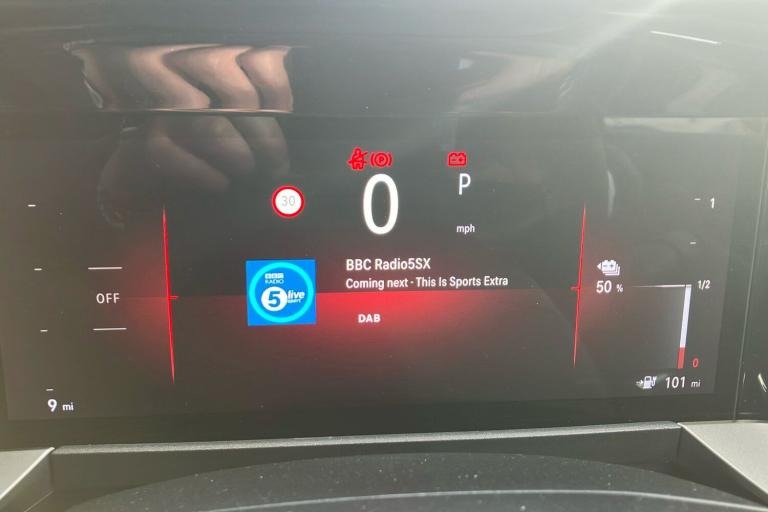 30
0
P
mph
1
BBC
RADIO
5 live
sport
BBC Radio5SX
Coming next · This Is Sports Extra
DAB
OFF
50 %
1/2
0
9 mi
101 mi